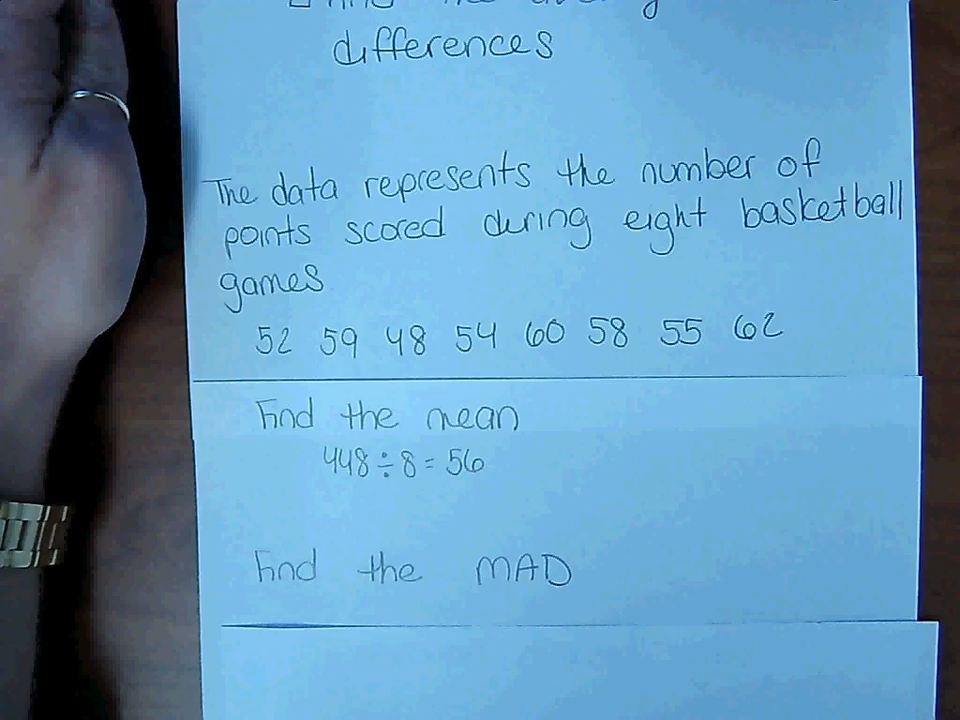 differences
The data represents the number of
points scored during eight basketball
games
52 59 48 54 60 58 55 62
Find the mean
448 ÷ 8 = 56
Find the MAD